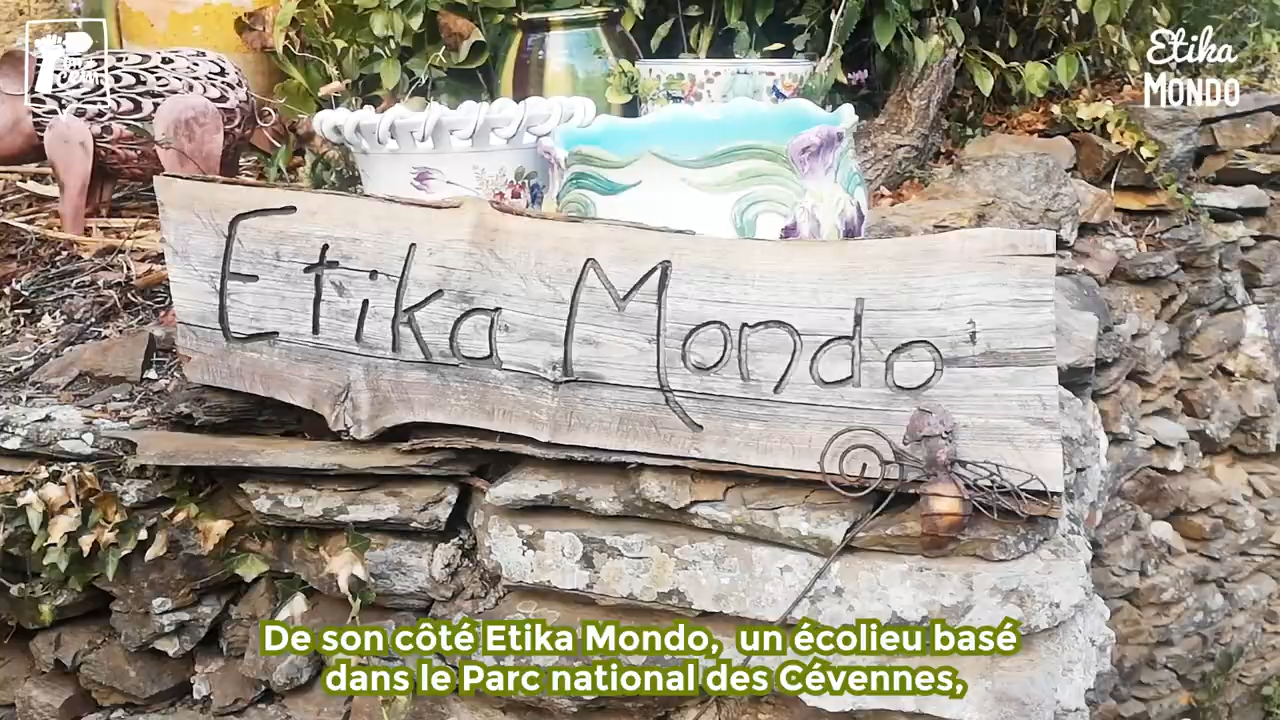 Etika
MONDO
Etika Mondo
De son côté Etika Mondo, un écolieu basé
dans le Parc national des Cévennes,